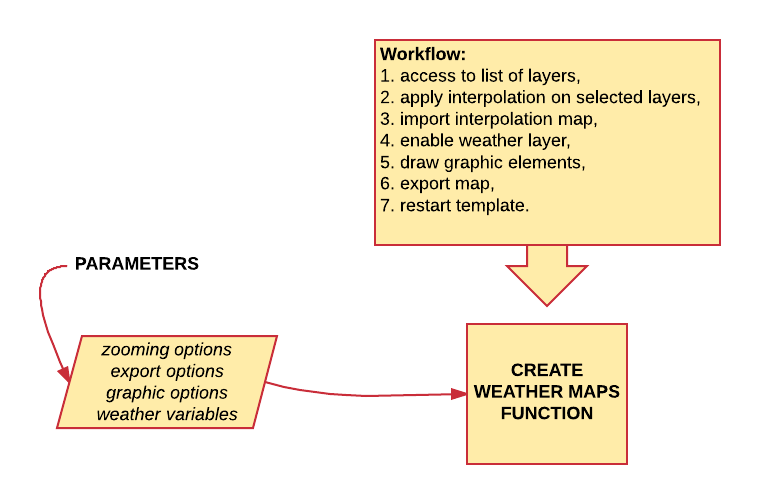 Workflow:
1. access to list of layers,
2. apply interpolation on selected layers,
3. import interpolation map,
4. enable weather layer,
5. draw graphic elements,
6. export map,
7. restart template.
PARAMETERS
zooming options
export options
graphic options
weather variables
CREATE
WEATHER MAPS
FUNCTION